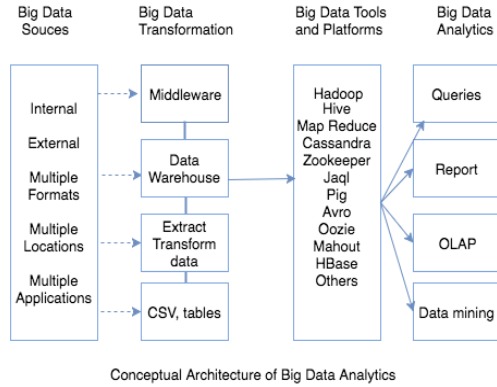 Big Data
Souces
Big Data
Transformation
Big Data Tools
and Platforms
Big Data
Analytics
Internal
External
Multiple
Formats
Multiple
Locations
Multiple
Applications
Middleware
Data
Warehouse
Extract
Transform
data
CSV, tables
Hadoop
Hive
Map Reduce
Cassandra
Zookeeper
Jaql
Pig
Avro
Oozie
Mahout
HBase
Others
Queries
Report
OLAP
Data mining
Conceptual Architecture of Big Data Analytics